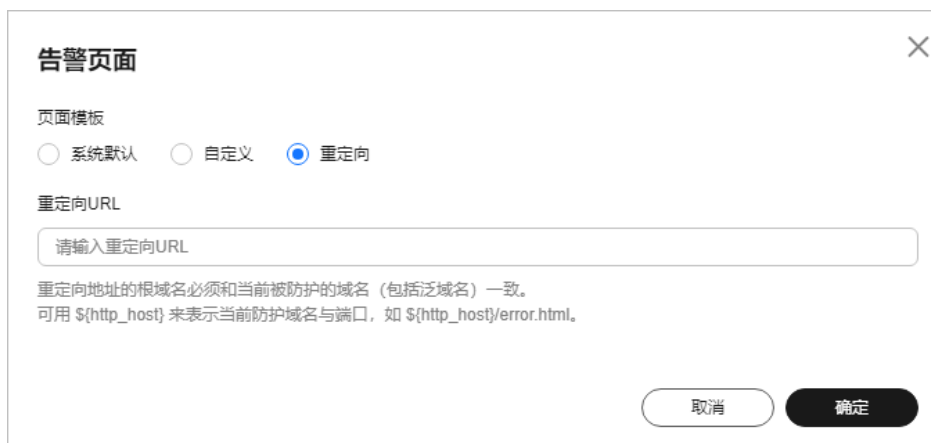 告警页面
页面模板
系统默认 自定义 重定向
重定向URL
请输入重定向URL
重定向地址的根域名必须和当前被防护的域名（包括泛域名）一致。
可用 ${http_host} 来表示当前防护域名与端口，如 ${http_host}/error.html。
取消 确定